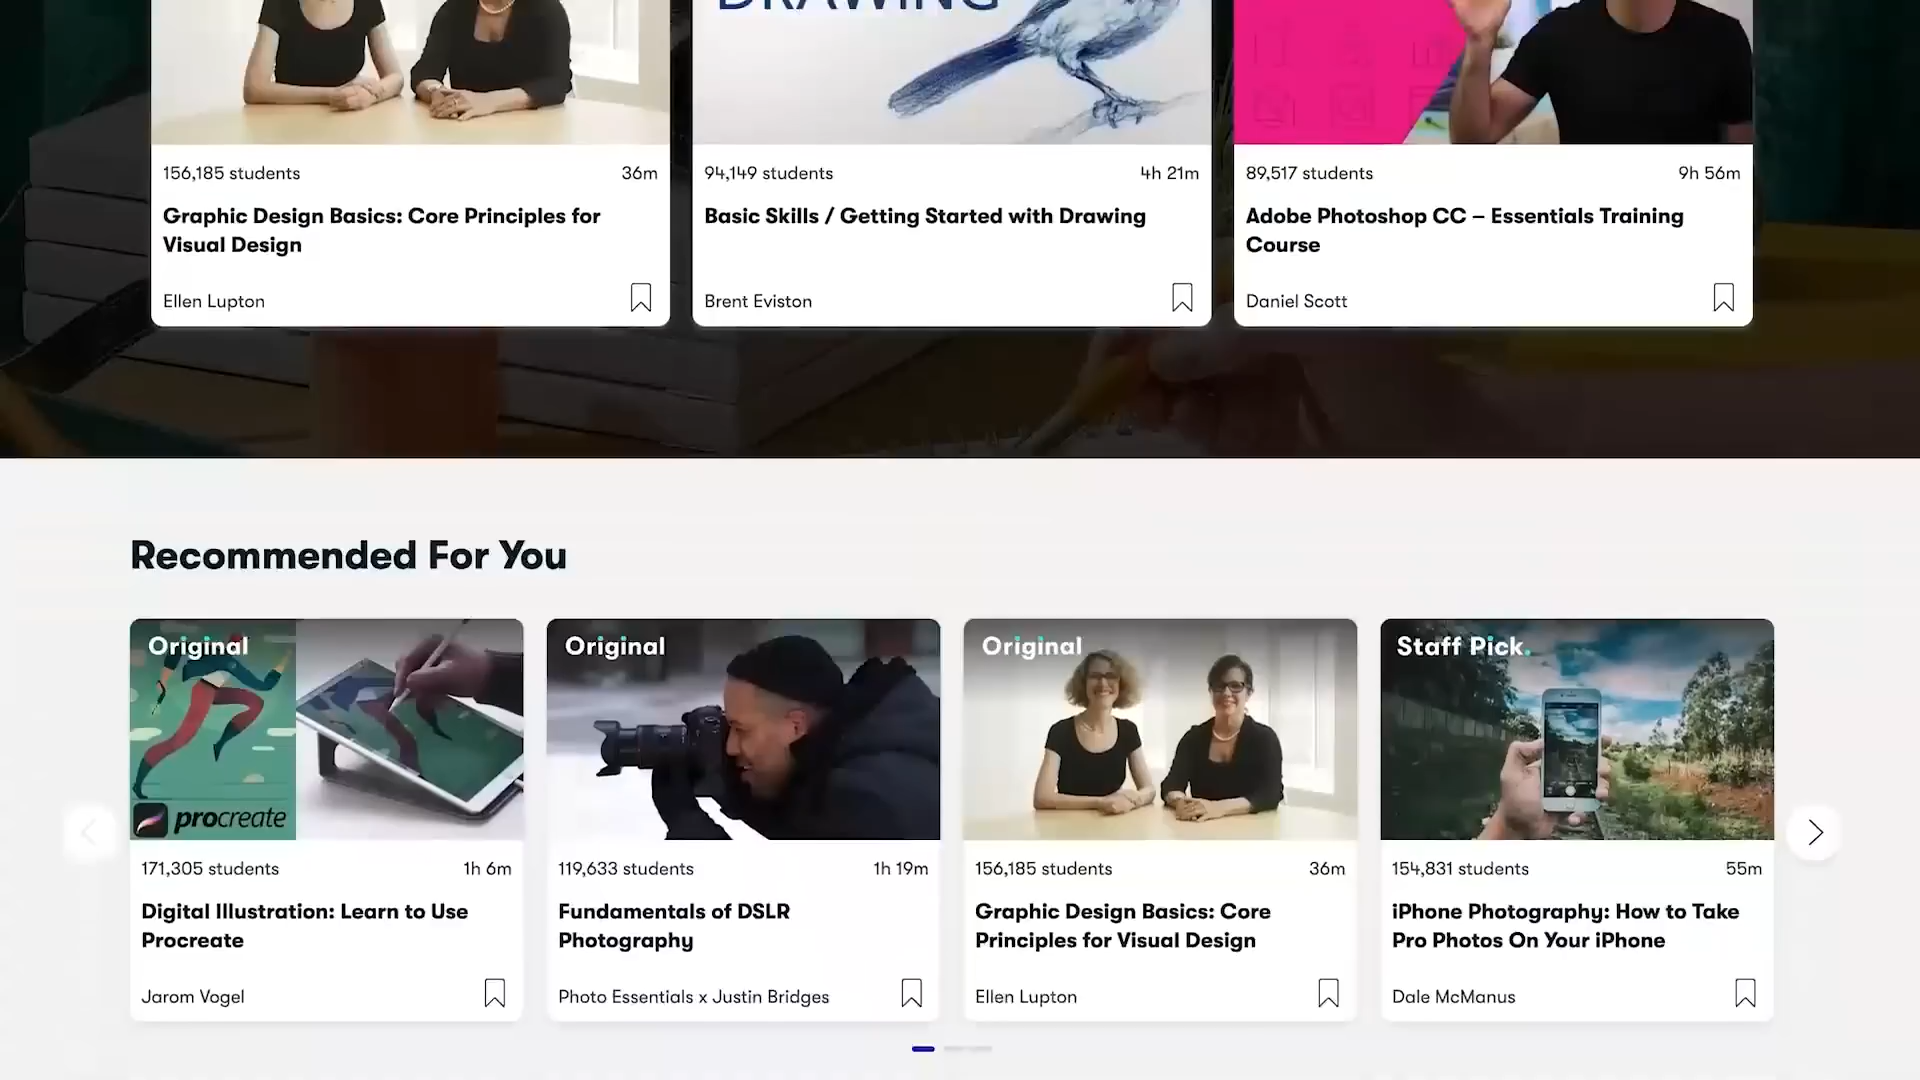 DRAWING
156,185 students 36m
Graphic Design Basics: Core Principles for
Visual Design
Ellen Lupton
94,149 students 4h 21m
Basic Skills / Getting Started with Drawing
Brent Eviston
89,517 students 9h 56m
Adobe Photoshop CC – Essentials Training
Course
Daniel Scott
Recommended For You
Original
procreate
171,305 students 1h 6m
Digital Illustration: Learn to Use
Procreate
Jarom Vogel
Original
119,633 students 1h 19m
Fundamentals of DSLR
Photography
Photo Essentials x Justin Bridges
Original
156,185 students 36m
Graphic Design Basics: Core
Principles for Visual Design
Ellen Lupton
Staff Pick.
154,831 students 55m
iPhone Photography: How to Take
Pro Photos On Your iPhone
Dale McManus